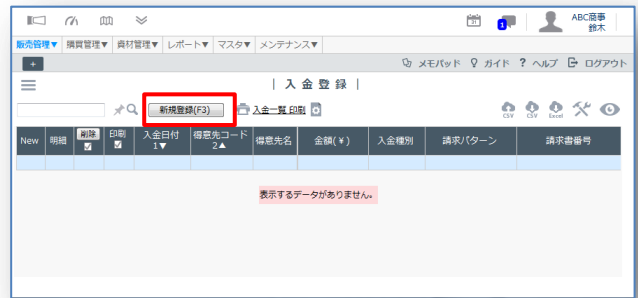 31 1 ABC商事
鈴木
販売管理▼ 購買管理▼ 資材管理▼ レポート▼ マスタ▼ メンテナンス▼
+ メモパッド ガイド ? ヘルプ ログアウト
| 入 金 登 録 |
新規登録(F3) 入金一覧 印刷 CSV CSV Excel
New 明細 削除 印刷 入金日付 1▼ 得意先コード 2▲ 得意先名 金額(¥) 入金種別 請求パターン 請求書番号
表示するデータがありません。